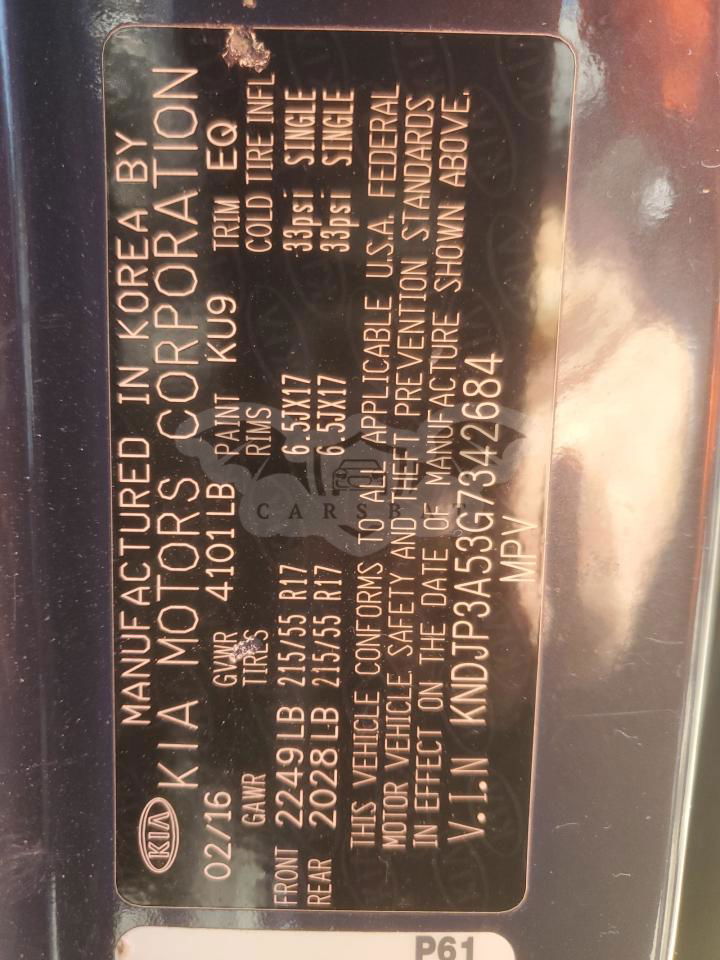 KIA MANUFACTURED IN KOREA BY
KIA MOTORS CORPORATION
02/16 GVWR 4101LB PAINT KU9 TRIM EQ
GAWR TIRES RIMS COLD TIRE INFL
FRONT 2249LB 215/55 R17 6.5JX17 33psi SINGLE
REAR 2028LB 215/55 R17 6.5JX17 33psi SINGLE
THIS VEHICLE CONFORMS TO ALL APPLICABLE U.S.A. FEDERAL
MOTOR VEHICLE SAFETY AND THEFT PREVENTION STANDARDS
IN EFFECT ON THE DATE OF MANUFACTURE SHOWN ABOVE.
V.I.N KNDJP3A53G7342684
MPV
P61